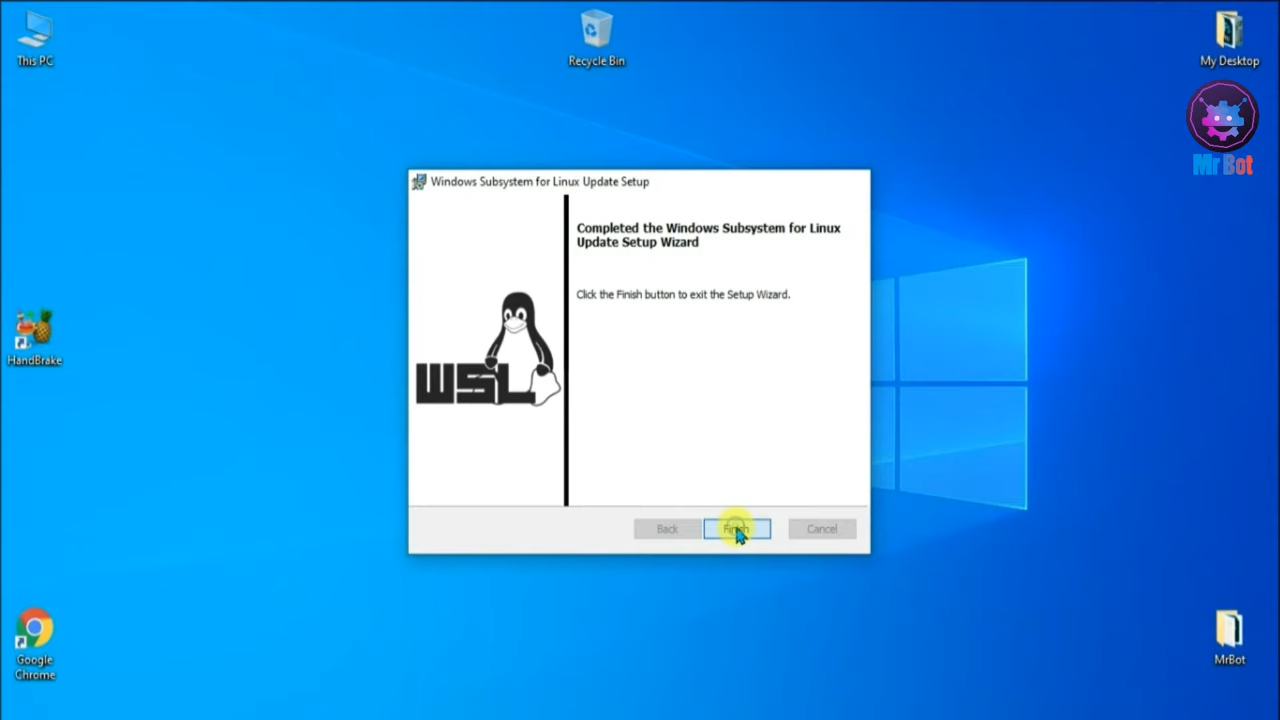 This PC
Recycle Bin
My Desktop
Mr Bot
Windows Subsystem for Linux Update Setup
Completed the Windows Subsystem for Linux
Update Setup Wizard
Click the Finish button to exit the Setup Wizard.
WSL
HandBrake
Back
Finish
Cancel
Google
Chrome
MrBot